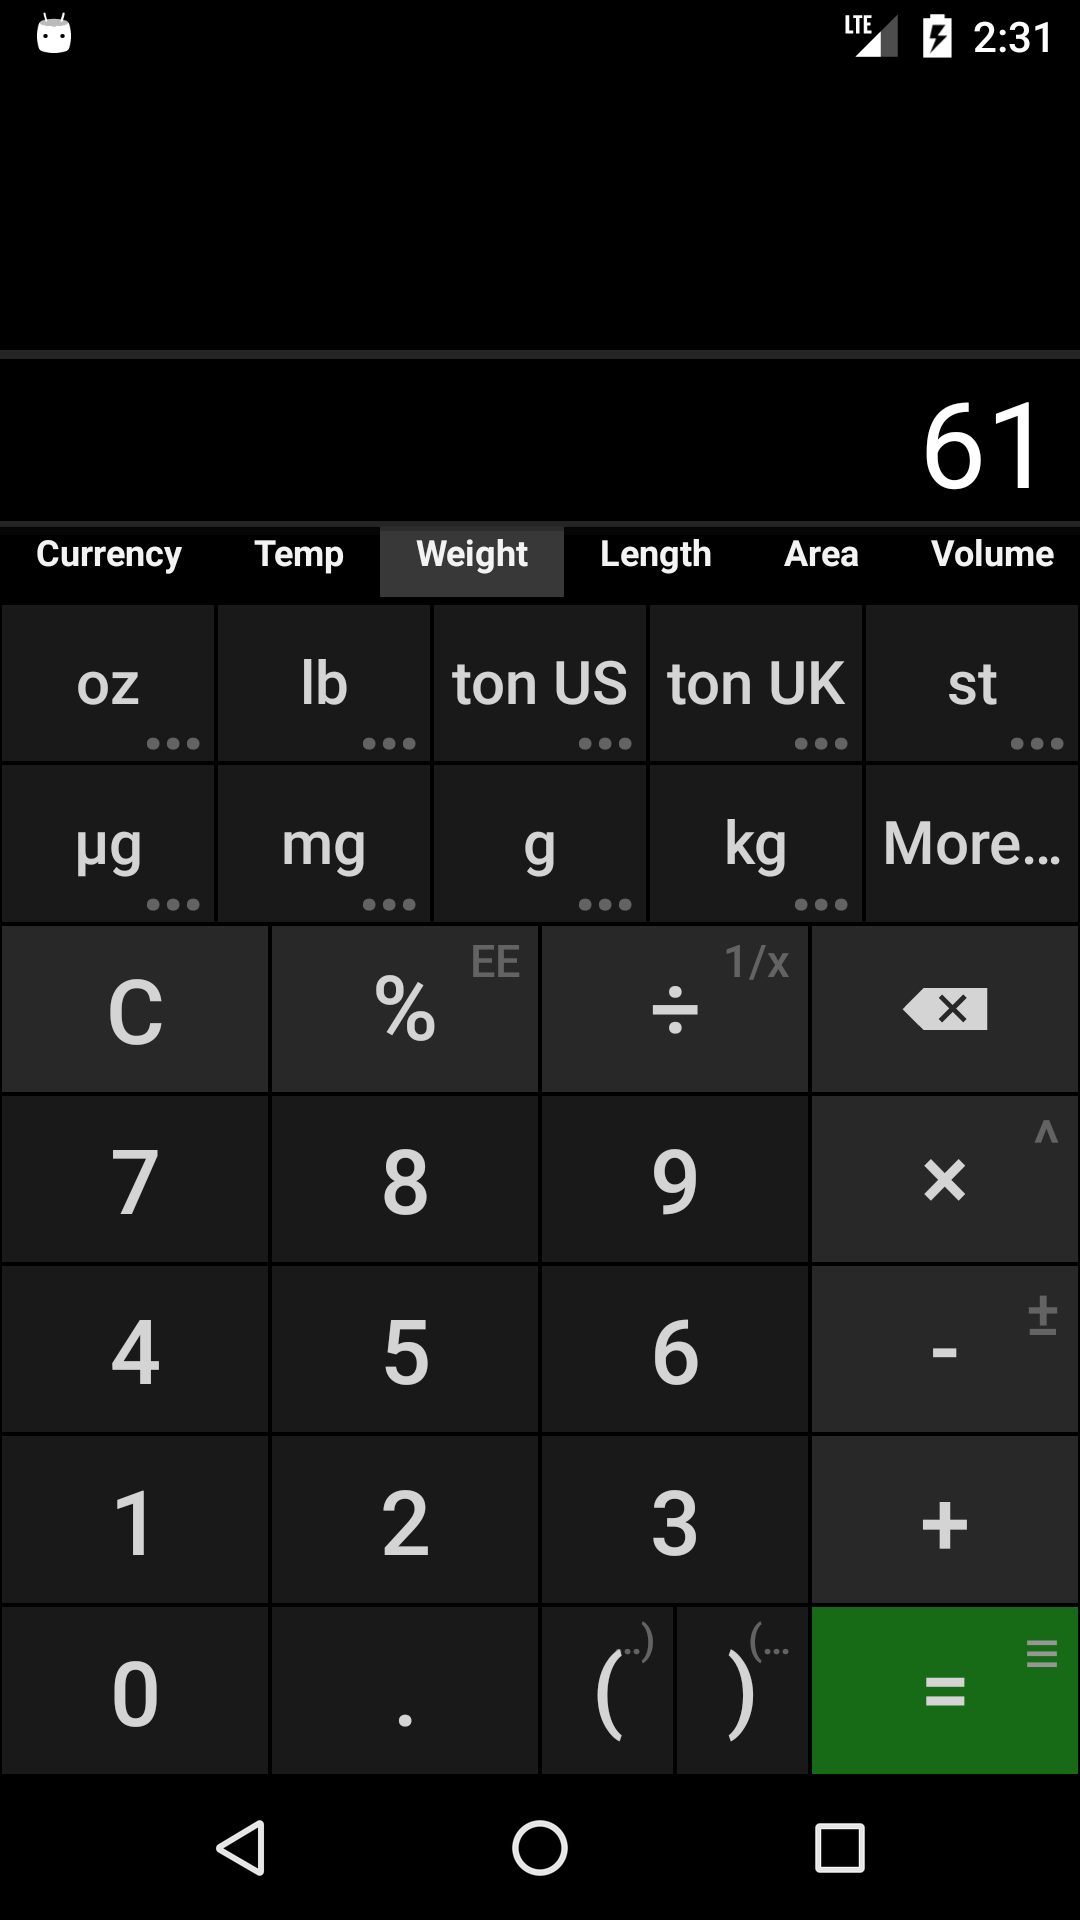 LTE 2:31
61
Currency Temp Weight Length Area Volume
oz lb ton US ton UK st
µg mg g kg More...
C % EE ÷ 1/x
7 8 9 × ^
4 5 6 - ±
1 2 3 +
0 . ( ..) ) (... =